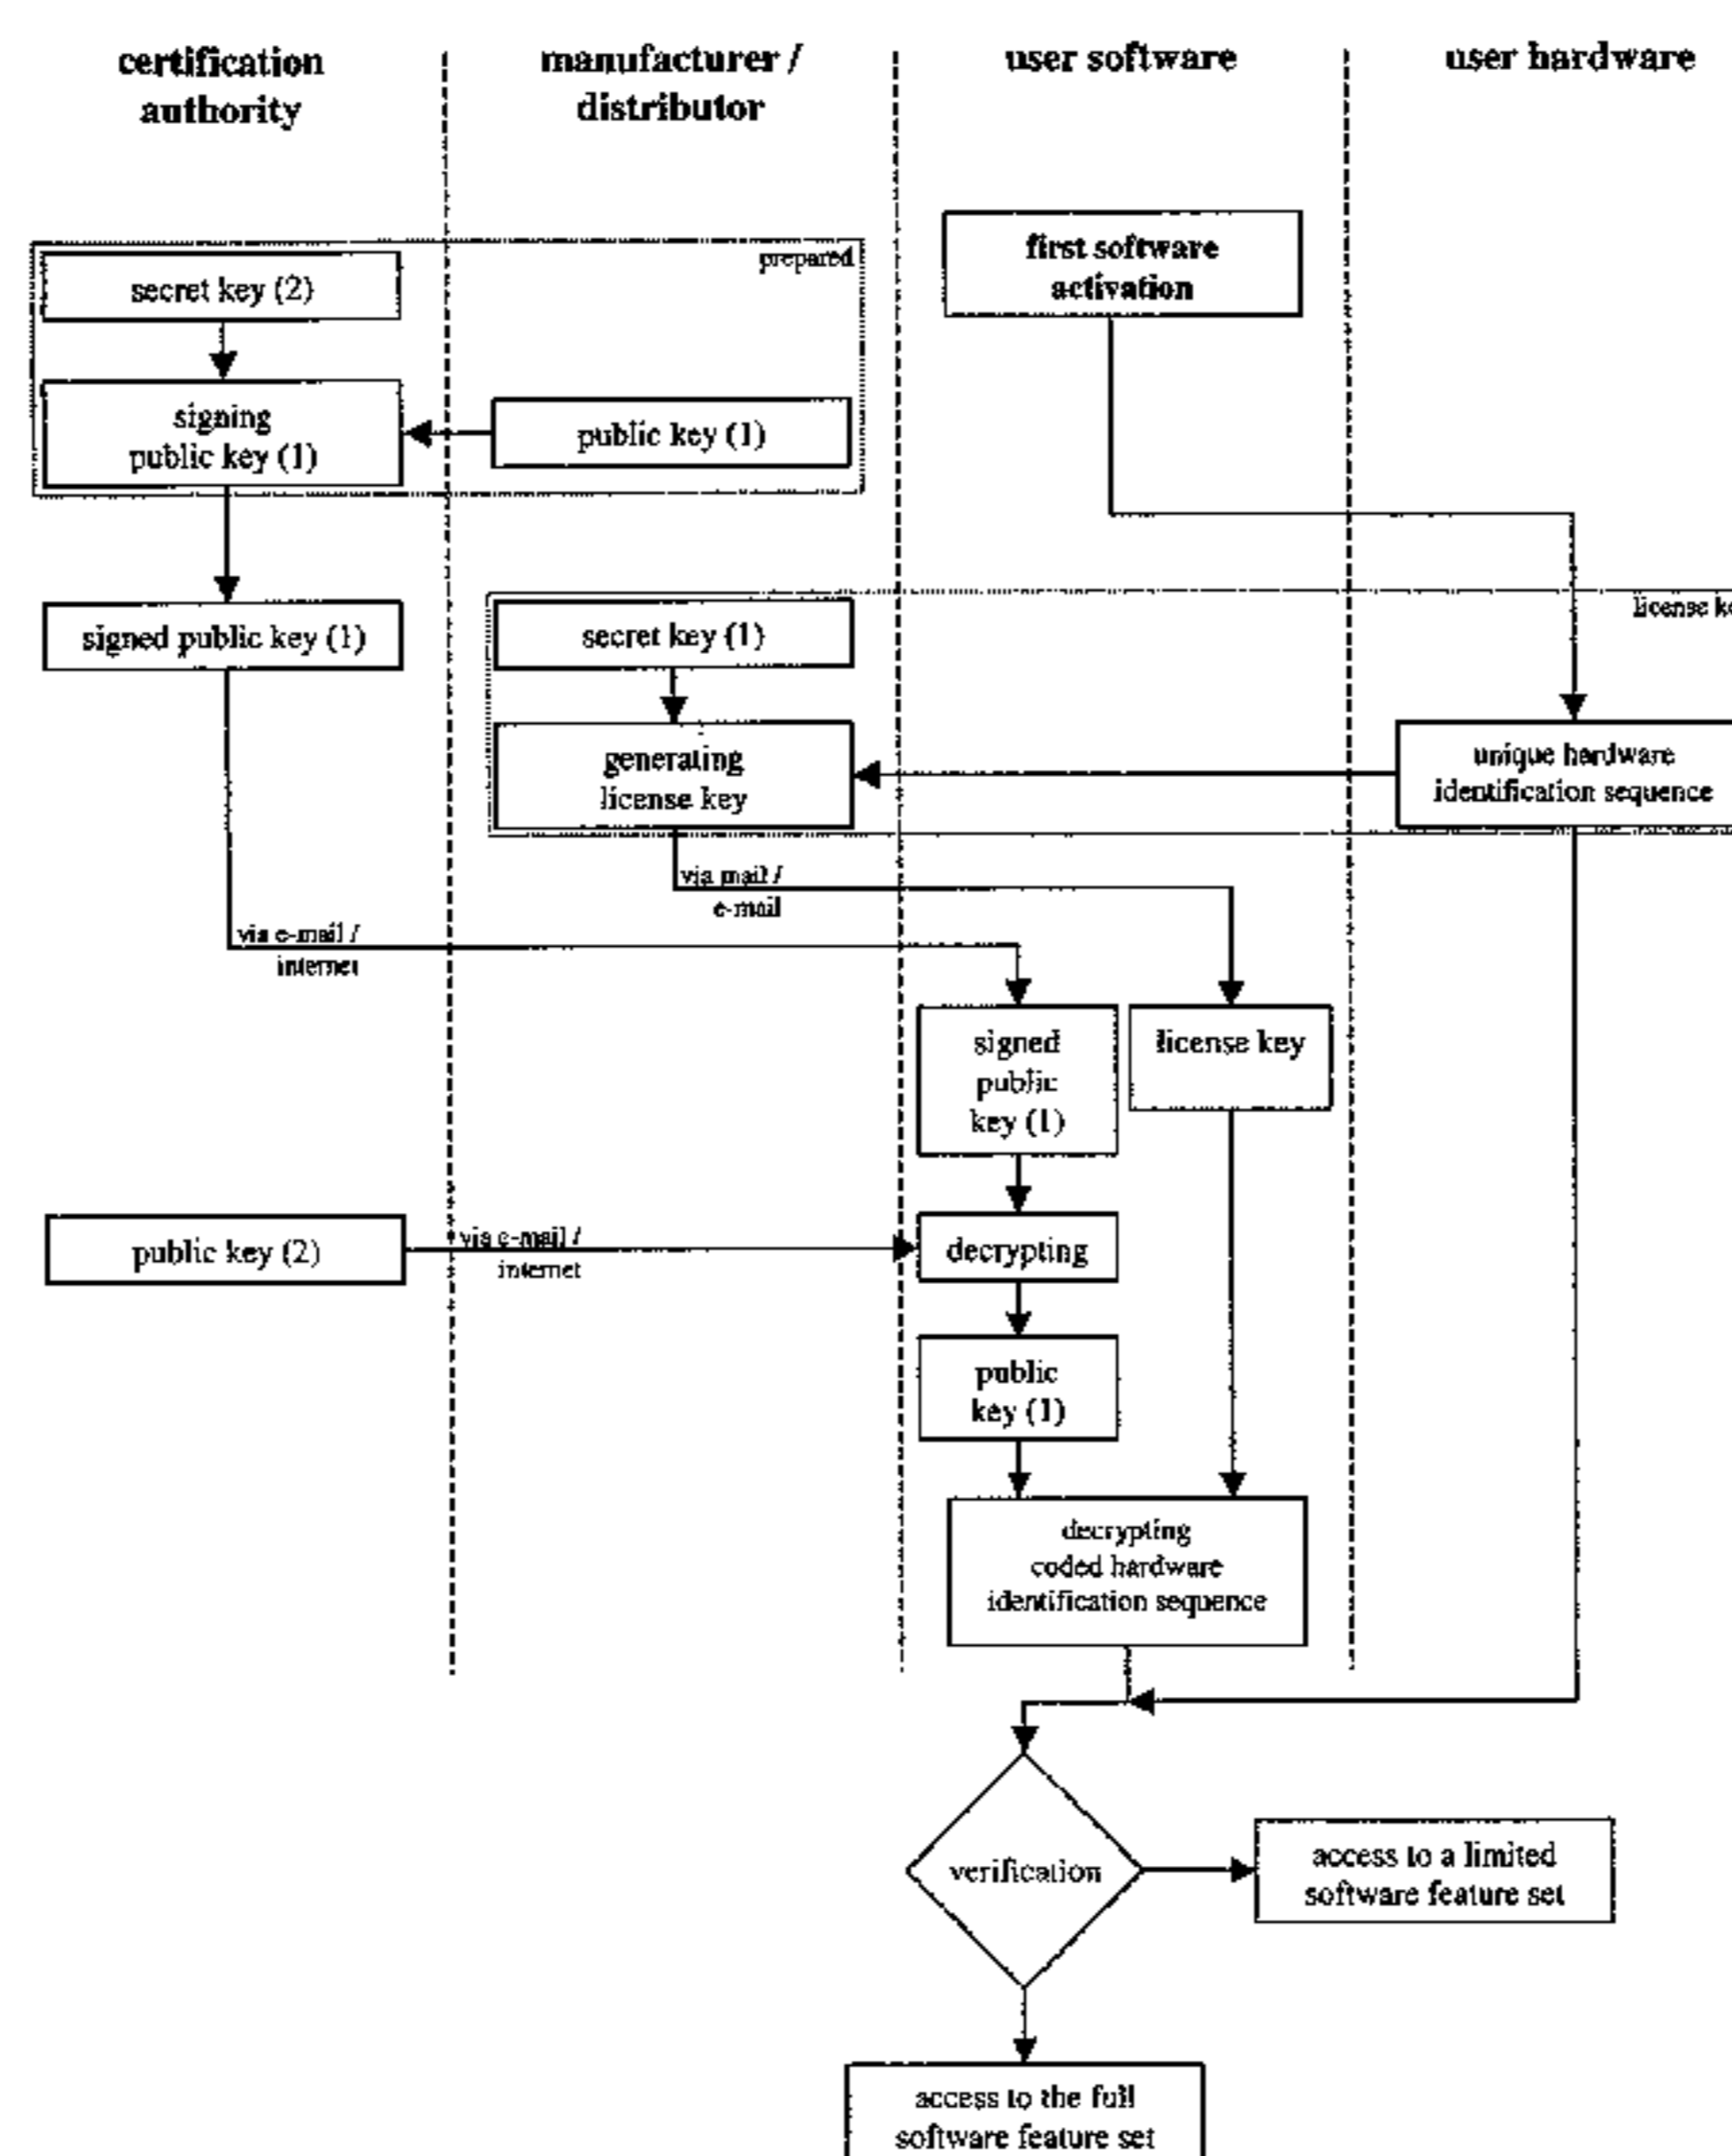 certification
authority
manufacturer /
distributor
user software
user hardware
prepared
secret key (2)
first software
activation
signing
public key (1)
public key (1)
signed public key (1)
secret key (1)
license
generating
license key
unique hardware
identification sequence
via mail /
e-mail
via e-mail /
internet
signed
public
key (1)
license key
public key (2)
via e-mail /
internet
decrypting
public
key (1)
decrypting
coded hardware
identification sequence
verification
access to a limited
software feature set
access to the full
software feature set